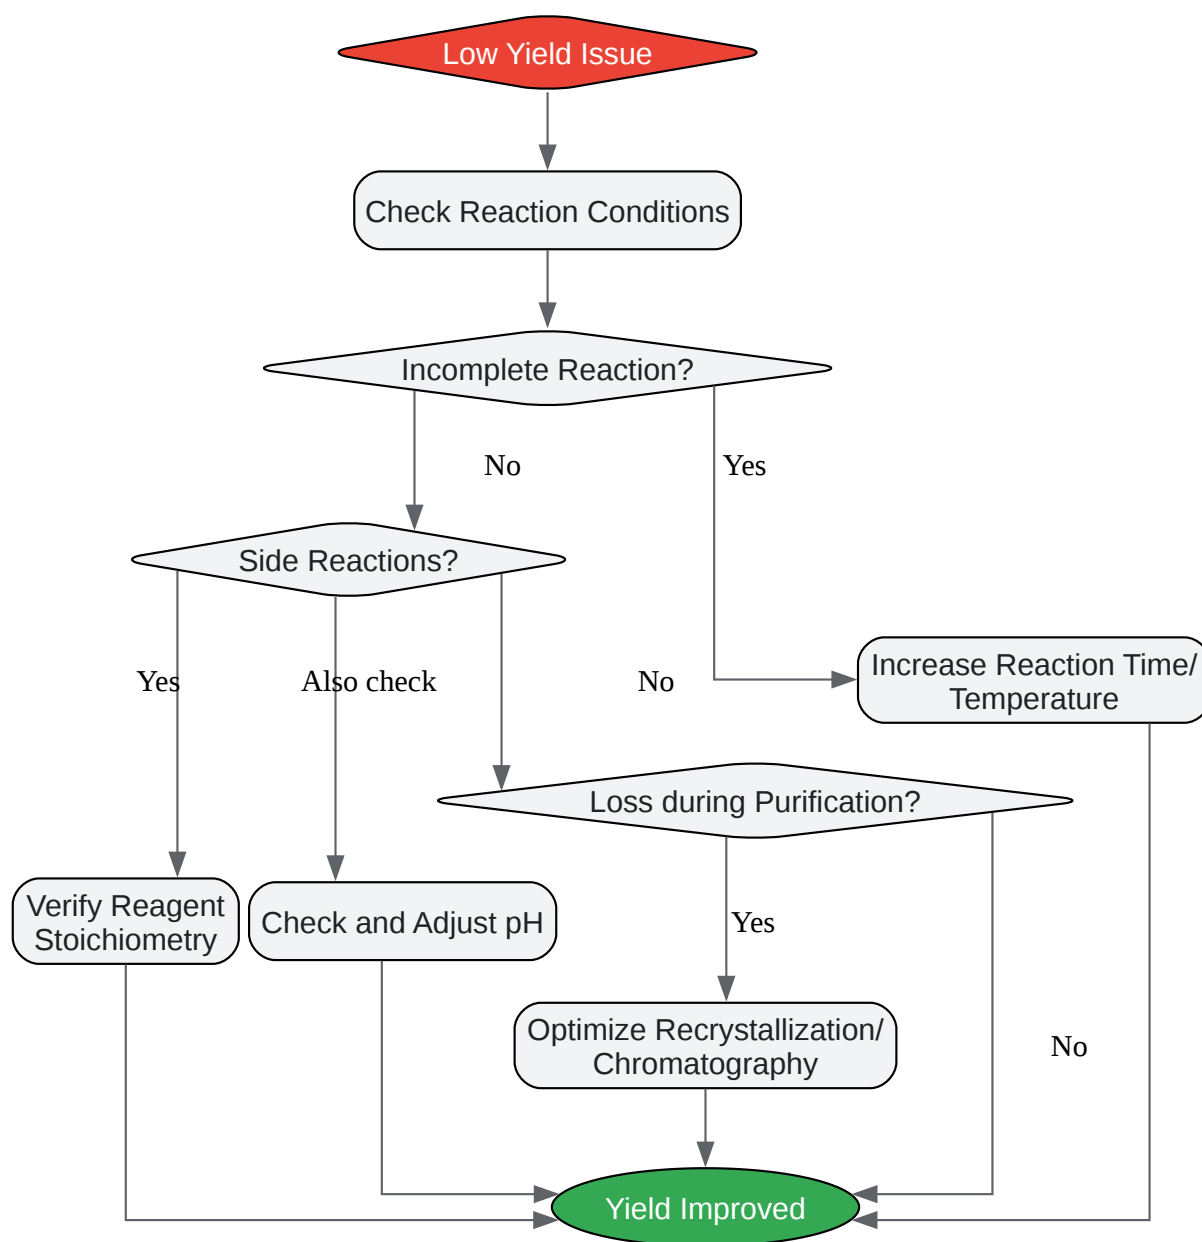 Low Yield Issue
Check Reaction Conditions
Incomplete Reaction?
No
Yes
Side Reactions?
Yes
Also check
No
Increase Reaction Time/
Temperature
Loss during Purification?
Verify Reagent
Stoichiometry
Check and Adjust pH
Yes
Optimize Recrystallization/
Chromatography
No
Yield Improved